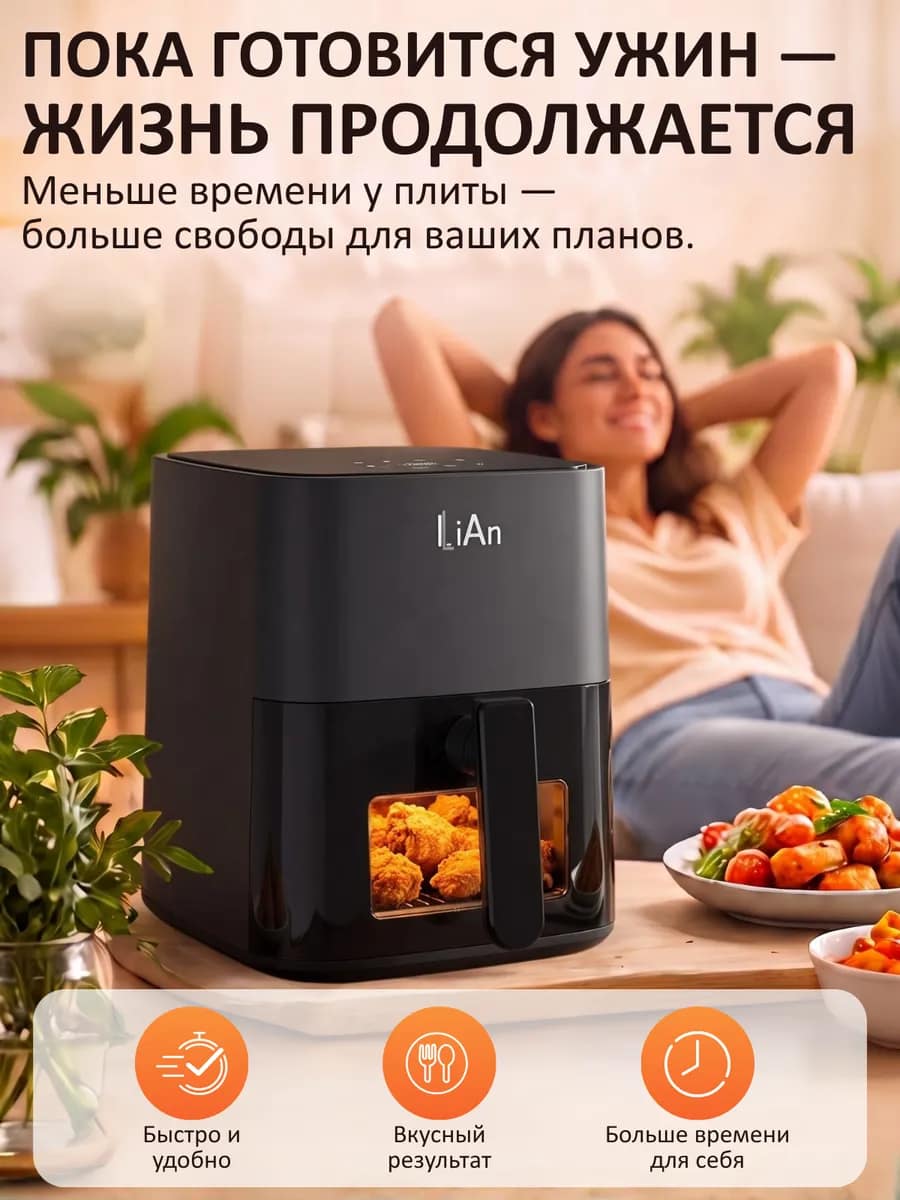 ПОКА ГОТОВИТСЯ УЖИН —
ЖИЗНЬ ПРОДОЛЖАЕТСЯ
Меньше времени у плиты —
больше свободы для ваших планов.
LiAn
Быстро и
удобно
Вкусный
результат
Больше времени
для себя